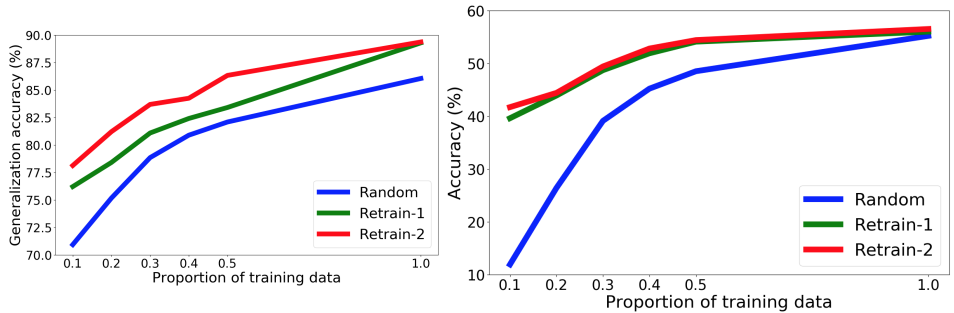 Generalization accuracy (%)
90.0
87.5
85.0
82.5
80.0
77.5
75.0
72.5
70.0
0.1 0.2 0.3 0.4 0.5 1.0
Proportion of training data
Random
Retrain-1
Retrain-2
Accuracy (%)
60
50
40
30
20
10
0.1 0.2 0.3 0.4 0.5 1.0
Proportion of training data
Random
Retrain-1
Retrain-2